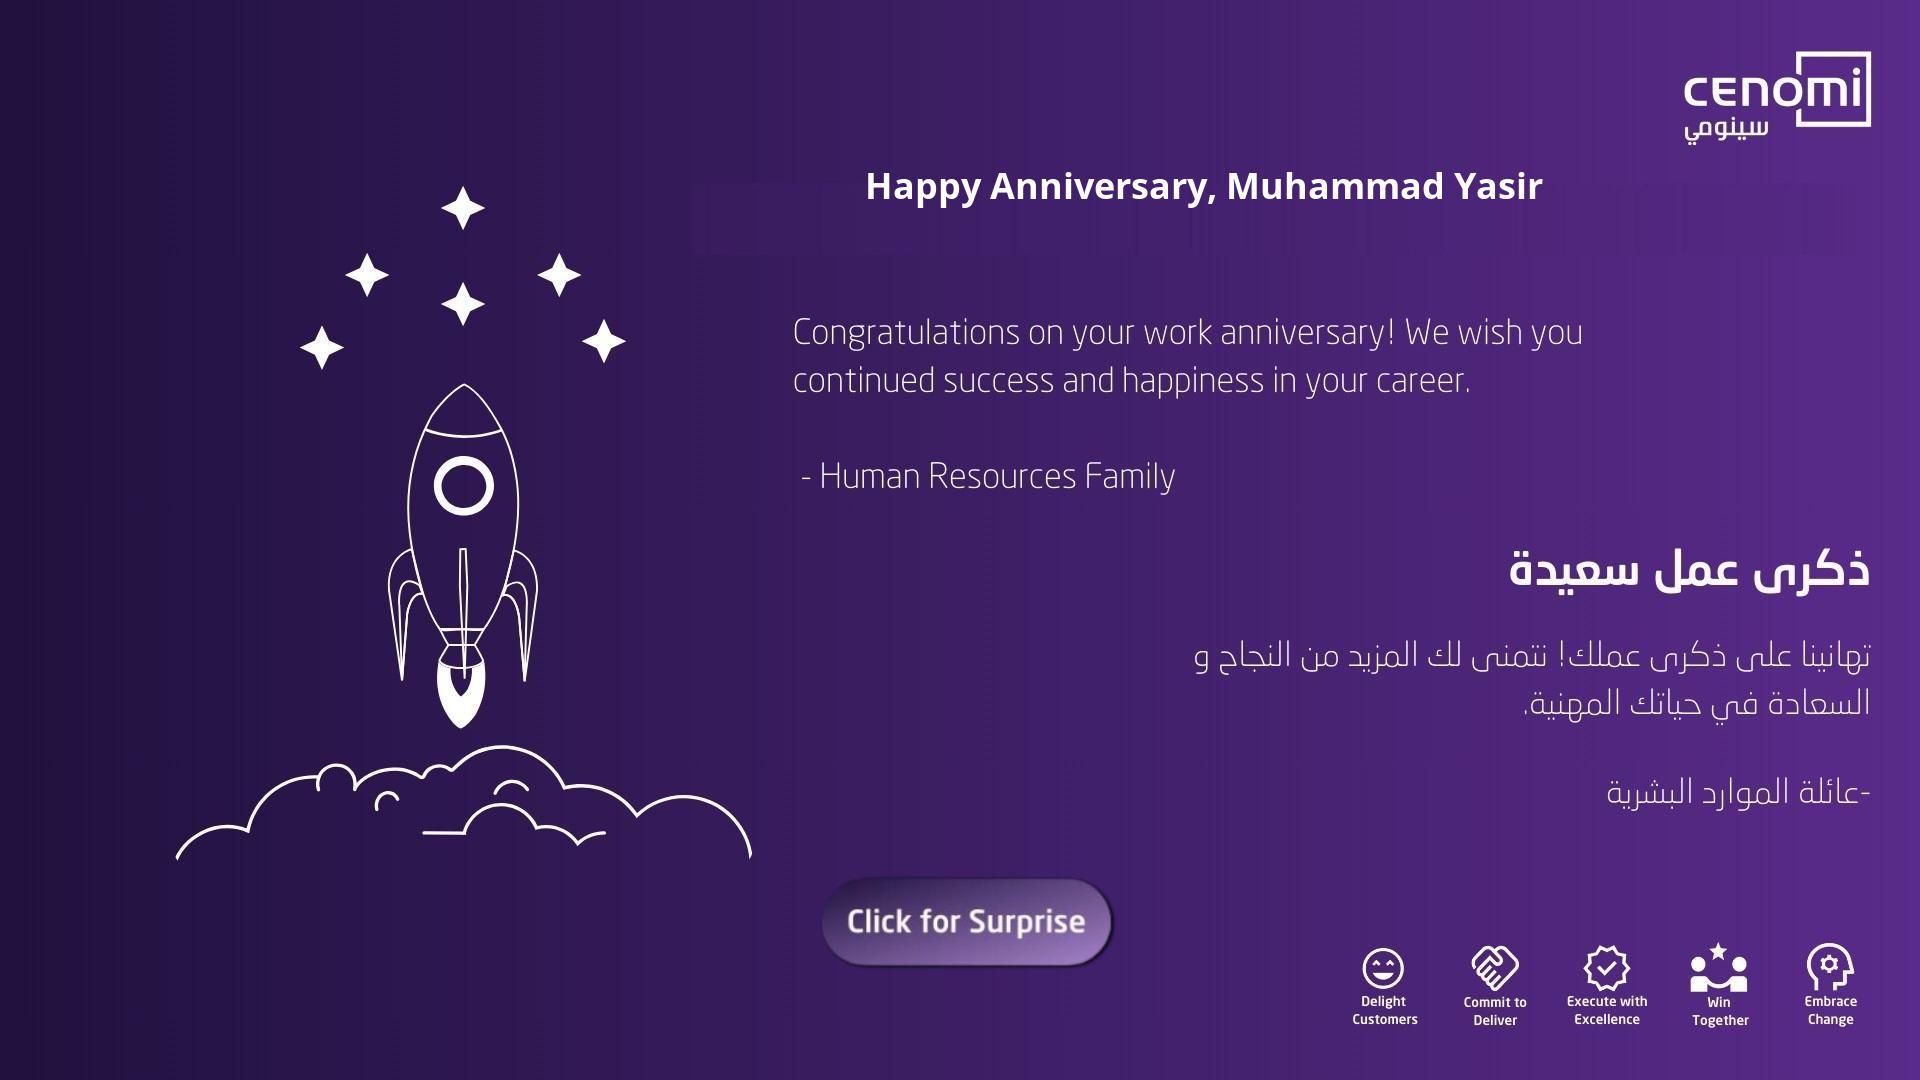 cenomi
سينومي
Happy Anniversary, Muhammad Yasir
Congratulations on your work anniversary! We wish you
continued success and happiness in your career.
- Human Resources Family
ذكرى عمل سعيدة
تهانينا على ذكرى عملك! نتمنى لك المزيد من النجاح و
السعادة في حياتك المهنية.
-عائلة الموارد البشرية
Click for Surprise
Delight
Customers
Commit to
Deliver
Execute with
Excellence
Win
Together
Embrace
Change